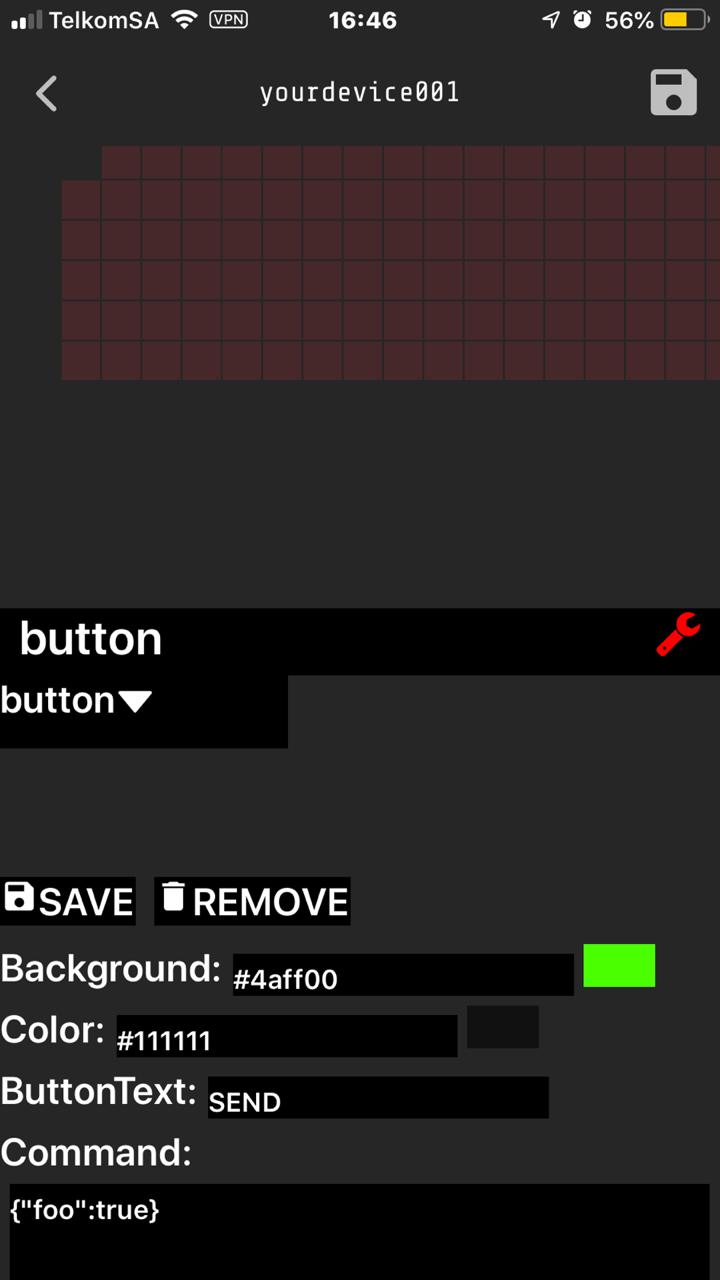 TelkomSA VPN 16:46 56%
yourdevice001
button
button
SAVE REMOVE
Background: #4aff00
Color: #111111
ButtonText: SEND
Command:
{"foo":true}